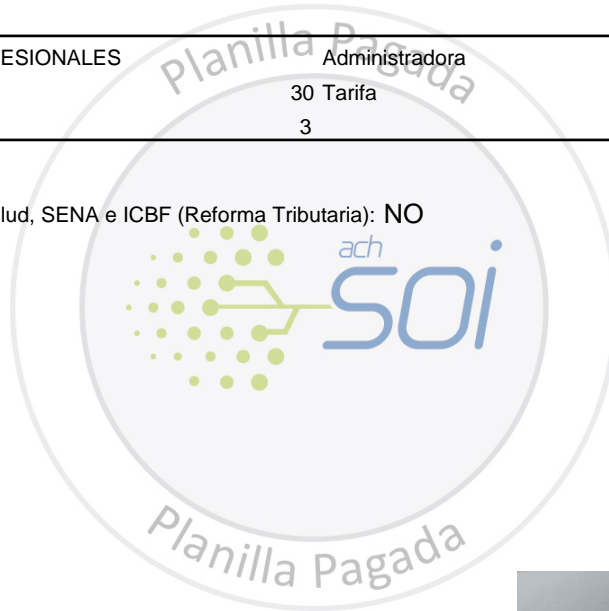 Planilla Pagada
ESIONALES Administradora
30 Tarifa
3
lud, SENA e ICBF (Reforma Tributaria): NO
ach
SOi
Planilla Pagada